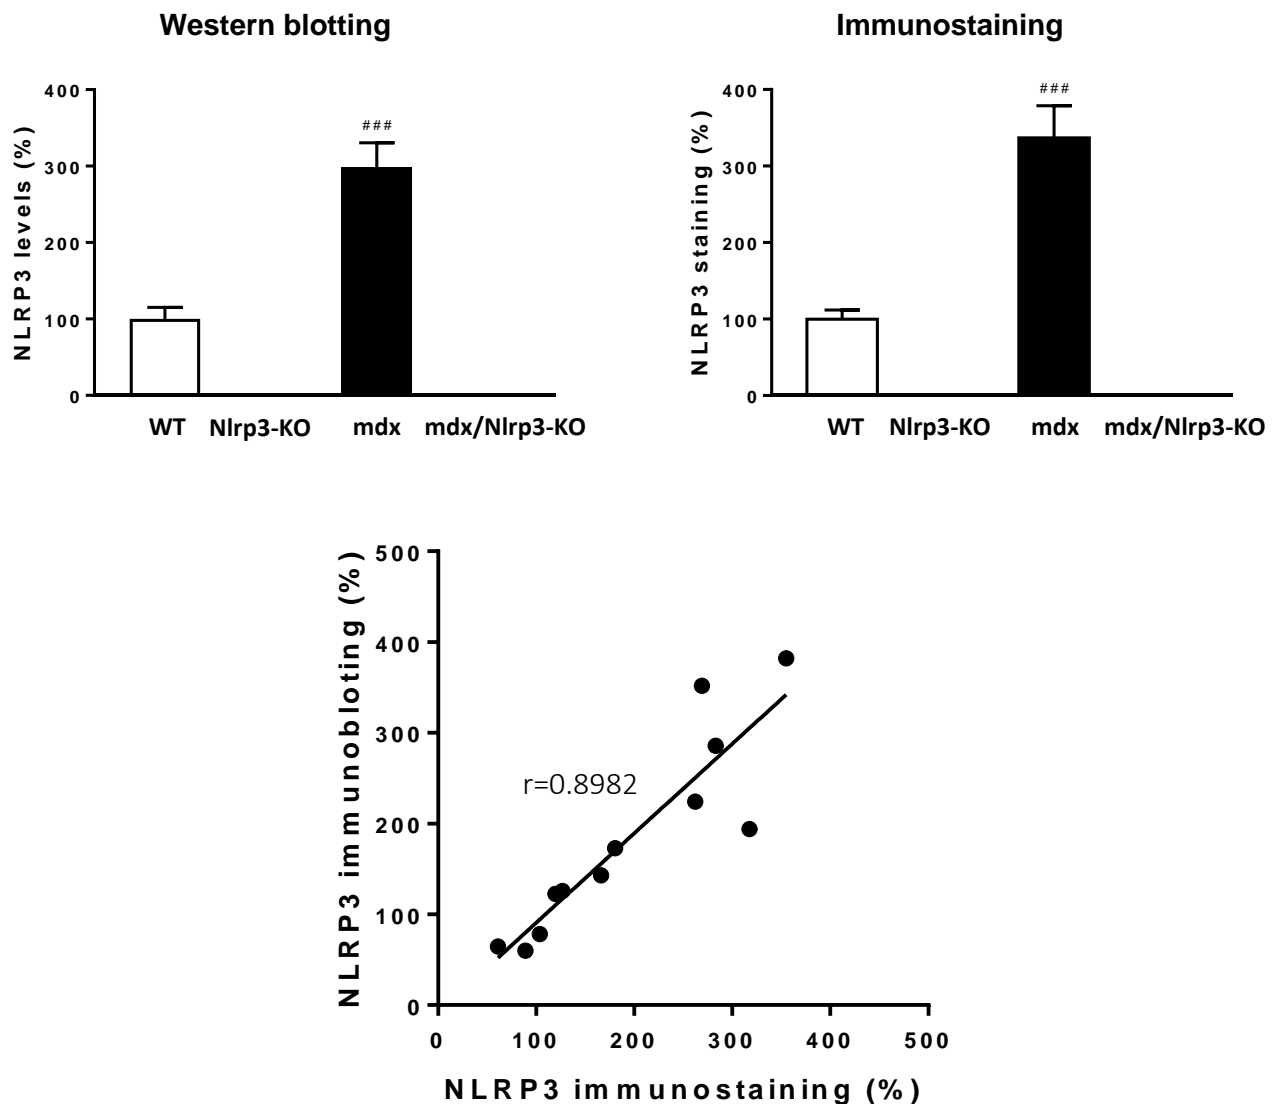 Western blotting
Immunostaining
NLRP3 levels (%)
400
300
200
100
0
###
WT Nlrp3-KO mdx mdx/Nlrp3-KO
NLRP3 staining (%)
400
300
200
100
0
###
WT Nlrp3-KO mdx mdx/Nlrp3-KO
NLRP3 immunobloting (%)
500
400
300
200
100
0
r=0.8982
0 100 200 300 400 500
NLRP3 immunostaining (%)